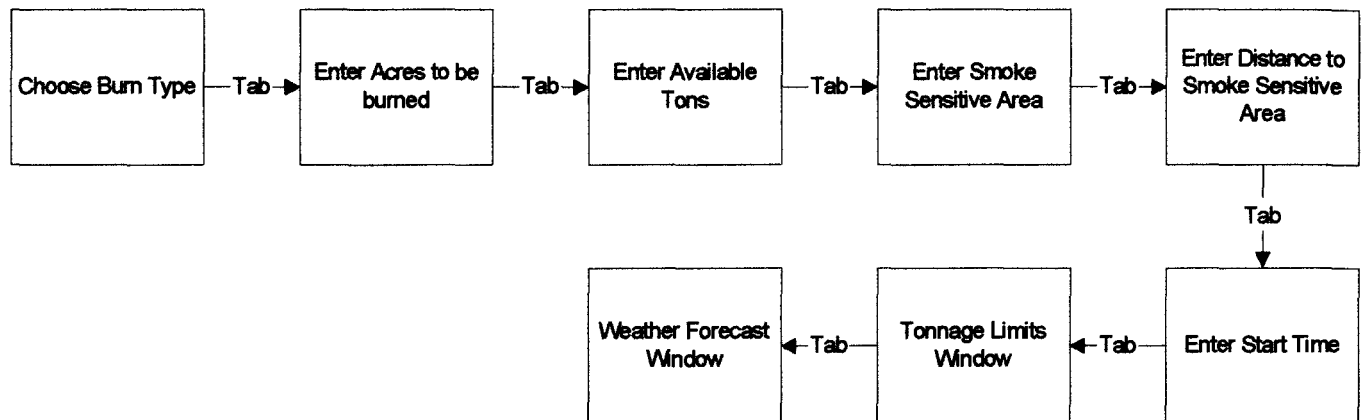 Choose Burn Type
Tab
Enter Acres to be
burned
Tab
Enter Available
Tons
Tab
Enter Smoke
Sensitive Area
Tab
Enter Distance to
Smoke Sensitive
Area
Tab
Enter Start Time
Tab
Tonnage Limits
Window
Tab
Weather Forecast
Window